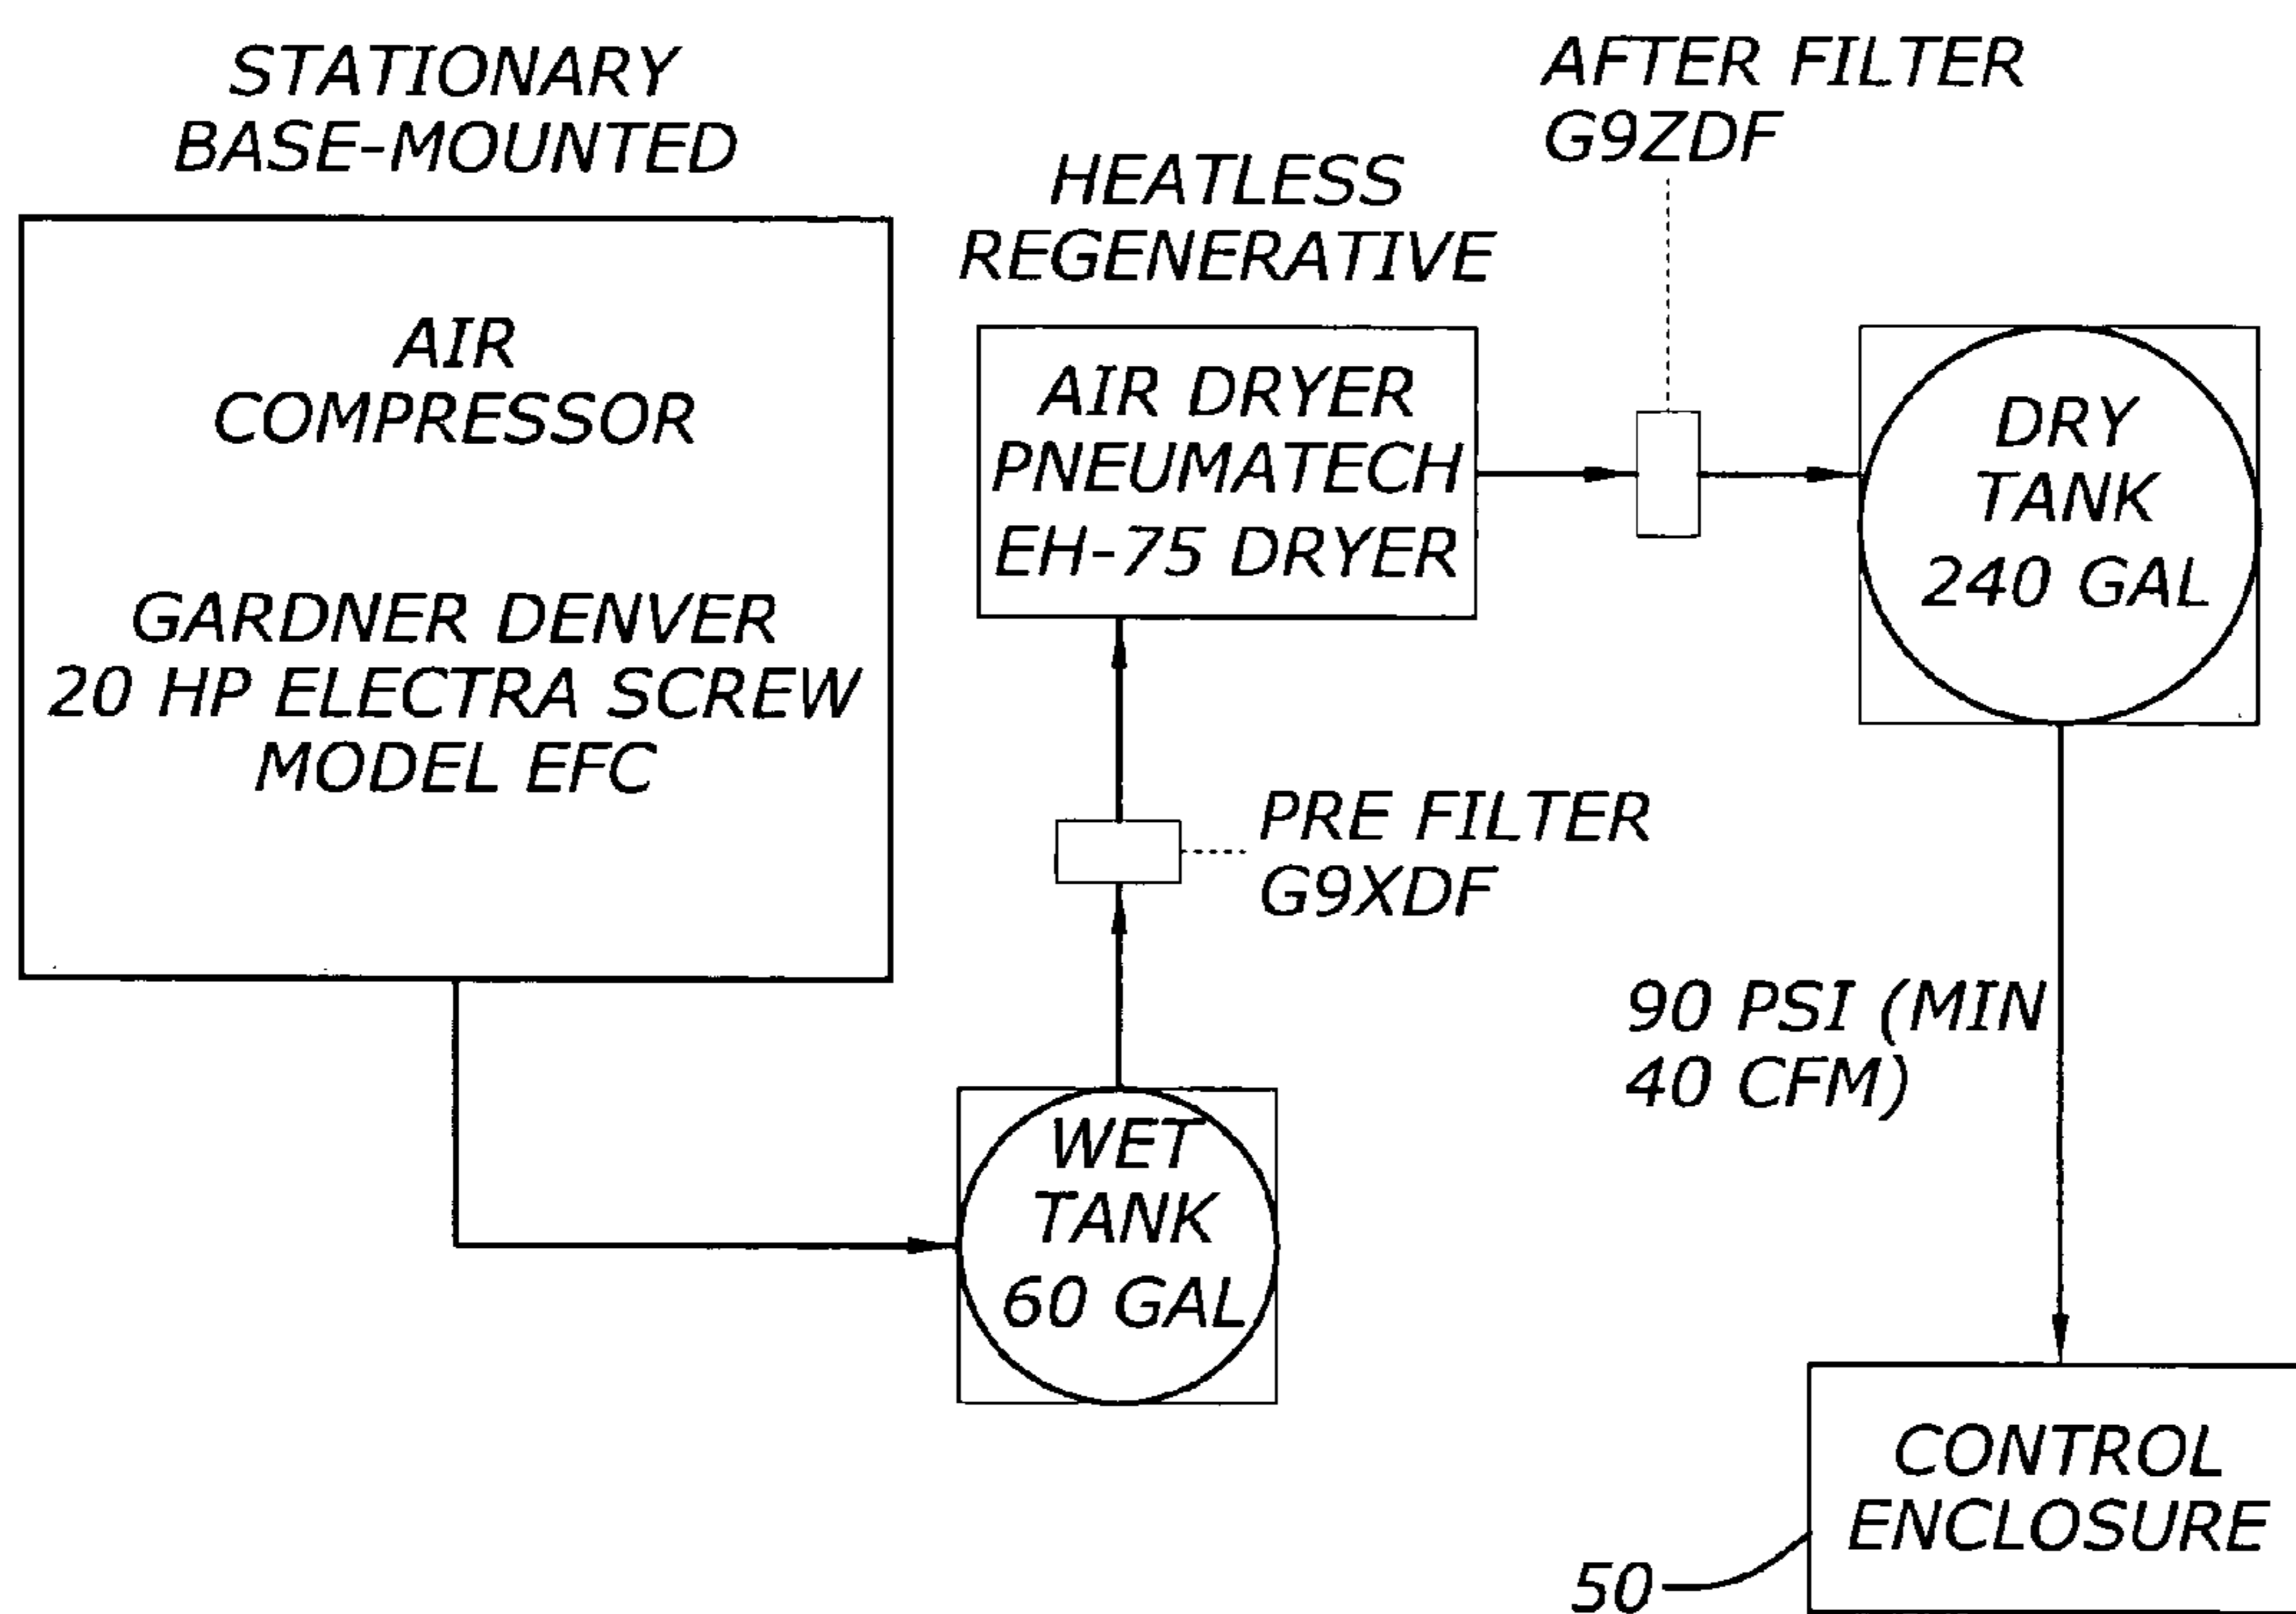 STATIONARY
BASE-MOUNTED
AIR
COMPRESSOR
GARDNER DENVER
20 HP ELECTRA SCREW
MODEL EFC
HEATLESS
REGENERATIVE
AIR DRYER
PNEUMATECH
EH-75 DRYER
AFTER FILTER
G9ZDF
DRY
TANK
240 GAL
PRE FILTER
G9XDF
WET
TANK
60 GAL
90 PSI (MIN
40 CFM)
CONTROL
ENCLOSURE
50